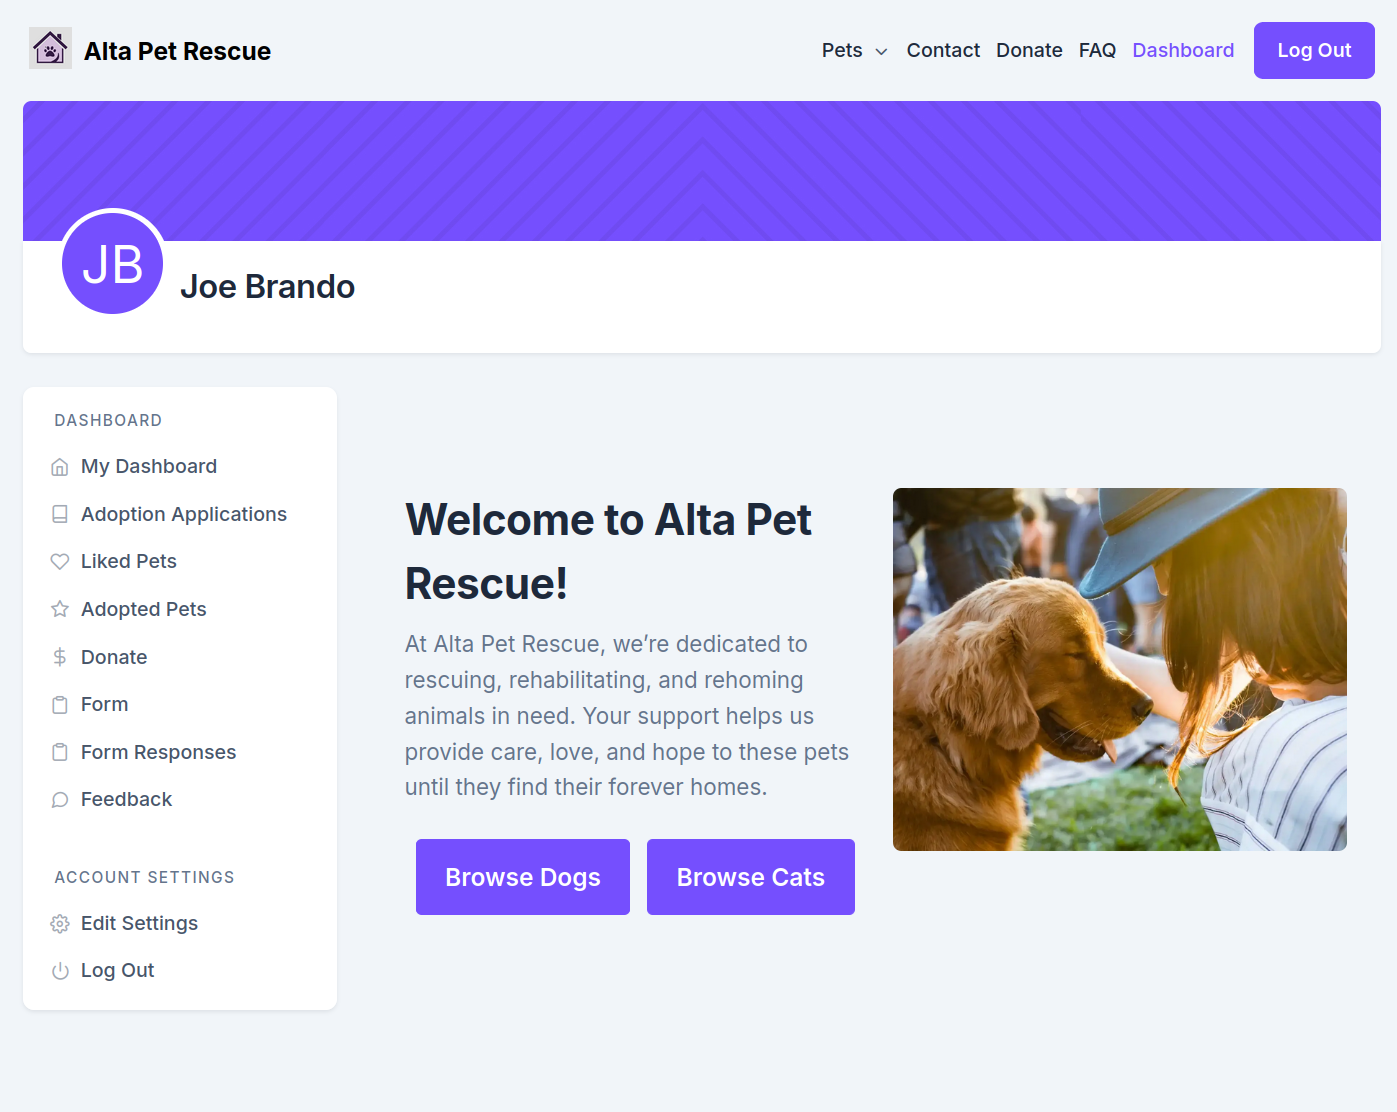 Alta Pet Rescue
Pets Contact Donate FAQ Dashboard Log Out
JB
Joe Brando
DASHBOARD
My Dashboard
Adoption Applications
Liked Pets
Adopted Pets
Donate
Form
Form Responses
Feedback
ACCOUNT SETTINGS
Edit Settings
Log Out
Welcome to Alta Pet
Rescue!
At Alta Pet Rescue, we’re dedicated to
rescuing, rehabilitating, and rehoming
animals in need. Your support helps us
provide care, love, and hope to these pets
until they find their forever homes.
Browse Dogs Browse Cats